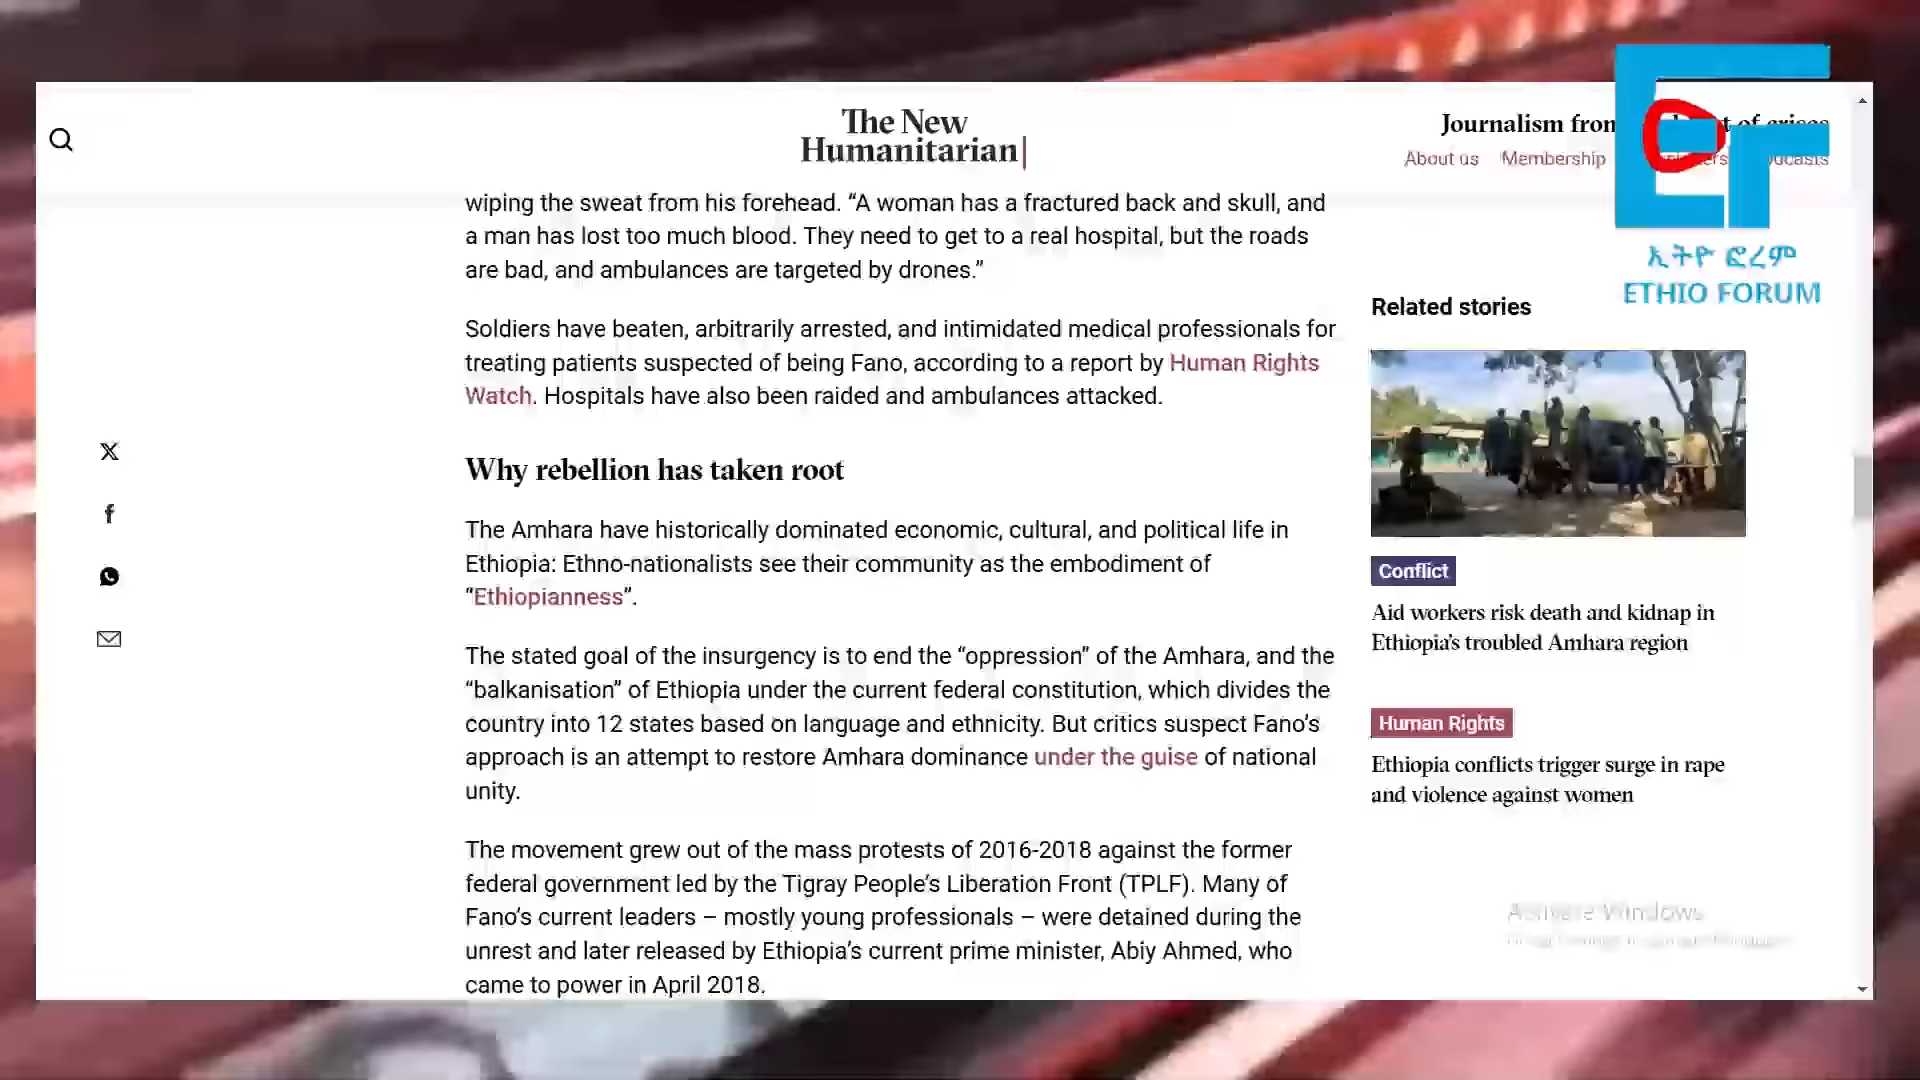 The New
Humanitarian
Journalism from
of crises
About us Membership
wiping the sweat from his forehead. “A woman has a fractured back and skull, and
a man has lost too much blood. They need to get to a real hospital, but the roads
are bad, and ambulances are targeted by drones.”
Soldiers have beaten, arbitrarily arrested, and intimidated medical professionals for
treating patients suspected of being Fano, according to a report by Human Rights
Watch. Hospitals have also been raided and ambulances attacked.
Why rebellion has taken root
The Amhara have historically dominated economic, cultural, and political life in
Ethiopia: Ethno-nationalists see their community as the embodiment of
“Ethiopianness”.
The stated goal of the insurgency is to end the “oppression” of the Amhara, and the
“balkanisation” of Ethiopia under the current federal constitution, which divides the
country into 12 states based on language and ethnicity. But critics suspect Fano’s
approach is an attempt to restore Amhara dominance under the guise of national
unity.
The movement grew out of the mass protests of 2016-2018 against the former
federal government led by the Tigray People’s Liberation Front (TPLF). Many of
Fano’s current leaders – mostly young professionals – were detained during the
unrest and later released by Ethiopia’s current prime minister, Abiy Ahmed, who
came to power in April 2018.
ኢትዮ ፎረም
ETHIO FORUM
Related stories
Conflict
Aid workers risk death and kidnap in
Ethiopia’s troubled Amhara region
Human Rights
Ethiopia conflicts trigger surge in rape
and violence against women
Activate Windows